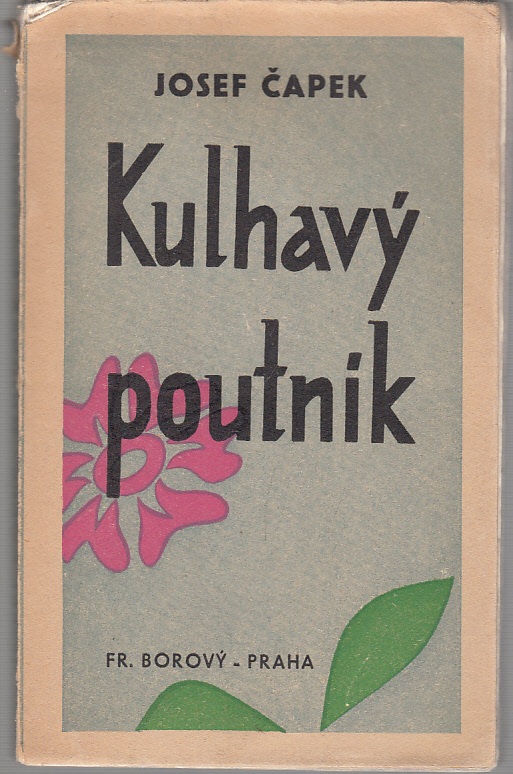 JOSEF ČAPEK
Kulhavý
poutník
FR. BOROVÝ - PRAHA